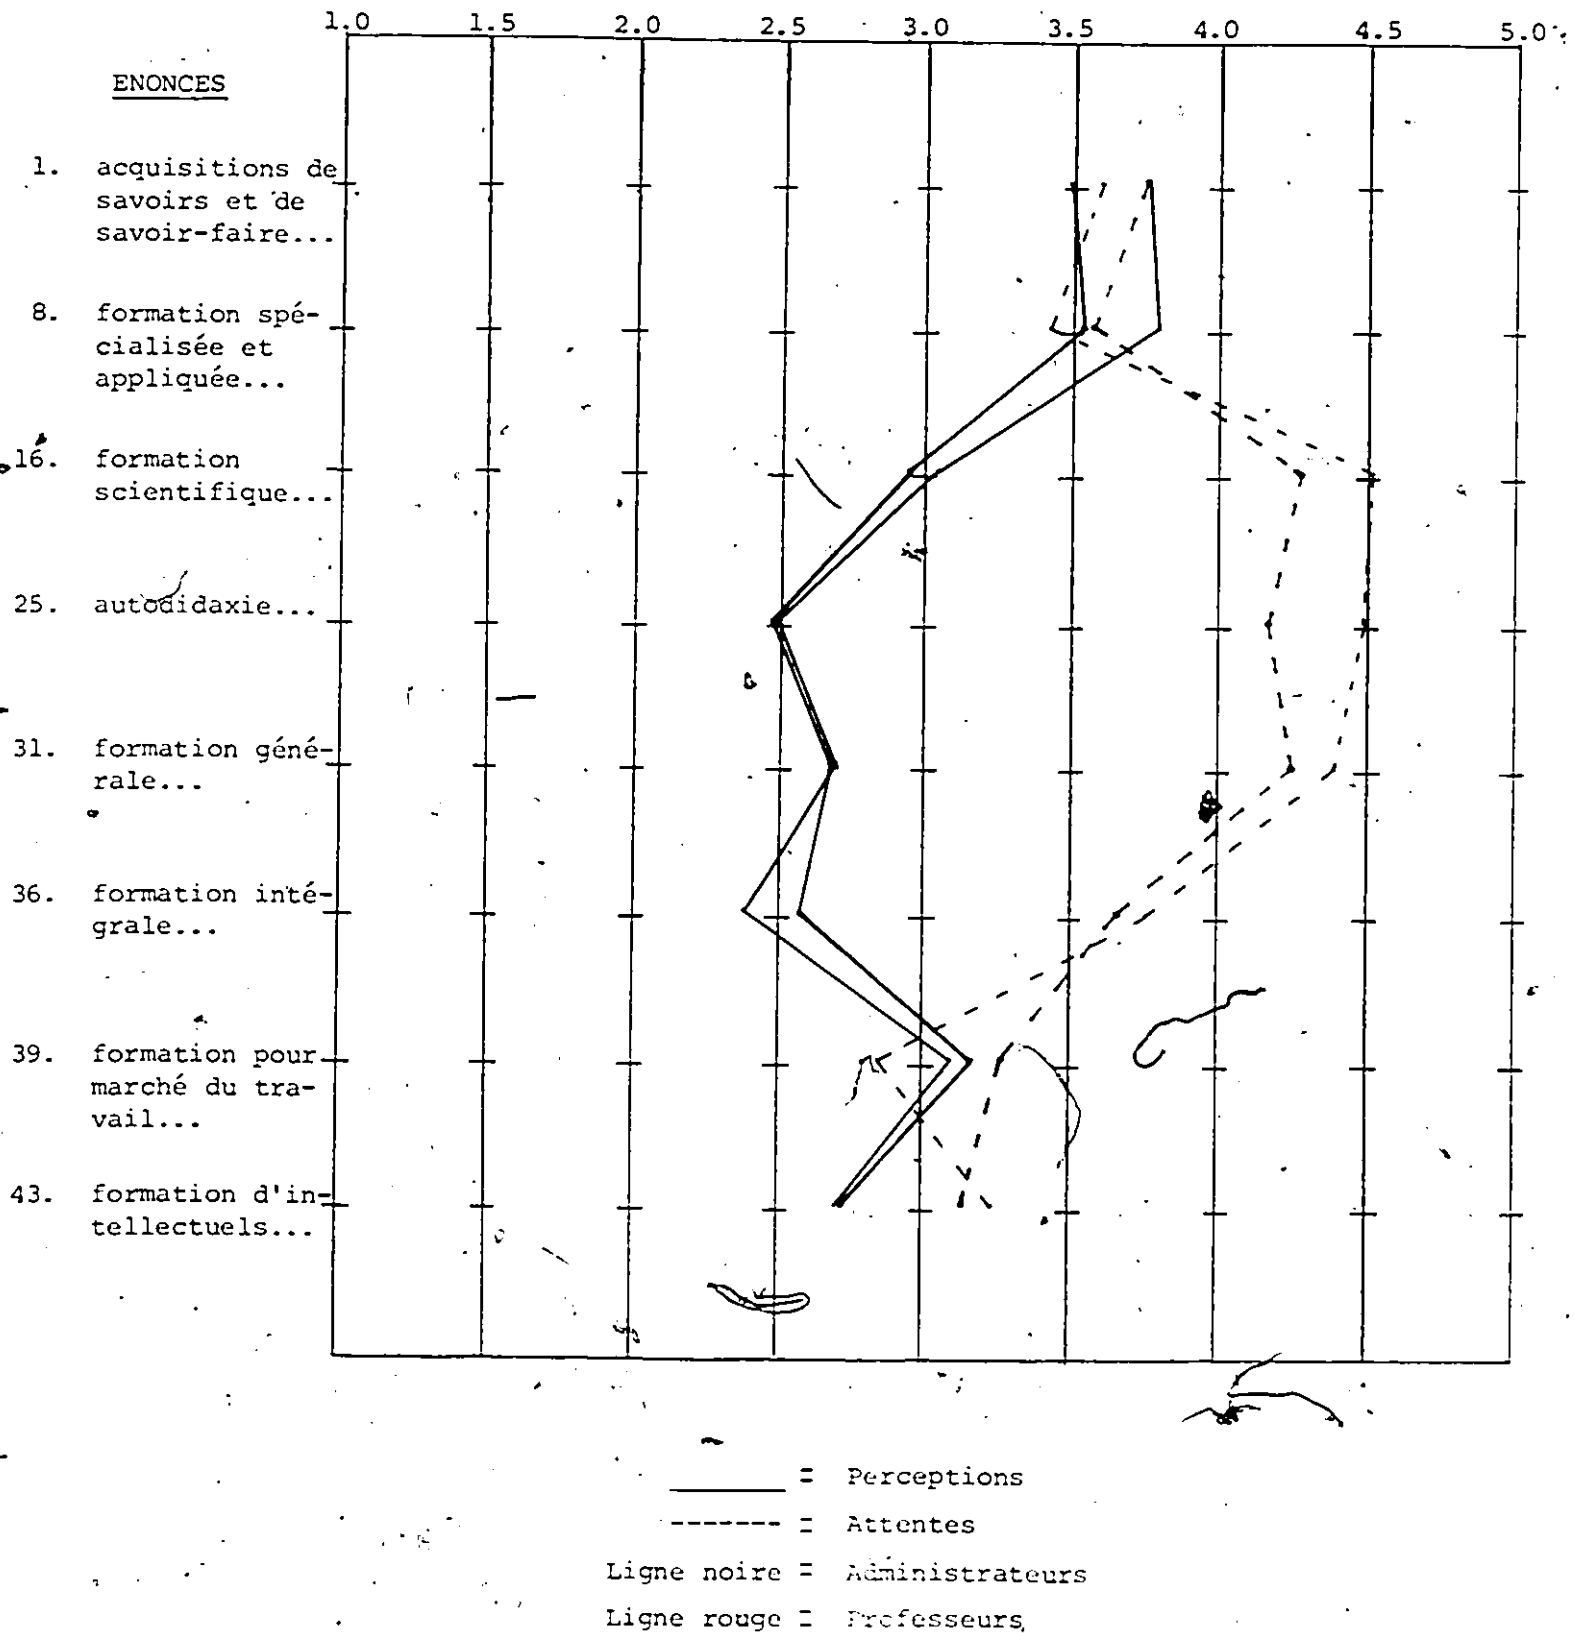 1.0 1.5 2.0 2.5 3.0 3.5 4.0 4.5 5.0
ENONCES
1. acquisitions de
savoirs et de
savoir-faire...
8. formation spé-
cialisée et
appliquée...
16. formation
scientifique...
25. autodidaxie...
31. formation géné-
rale...
36. formation inté-
grale...
39. formation pour
marché du tra-
vail...
43. formation d'in-
tellectuels...
= Perceptions
------- = Attentes
Ligne noire = Administrateurs
Ligne rouge = Professeurs